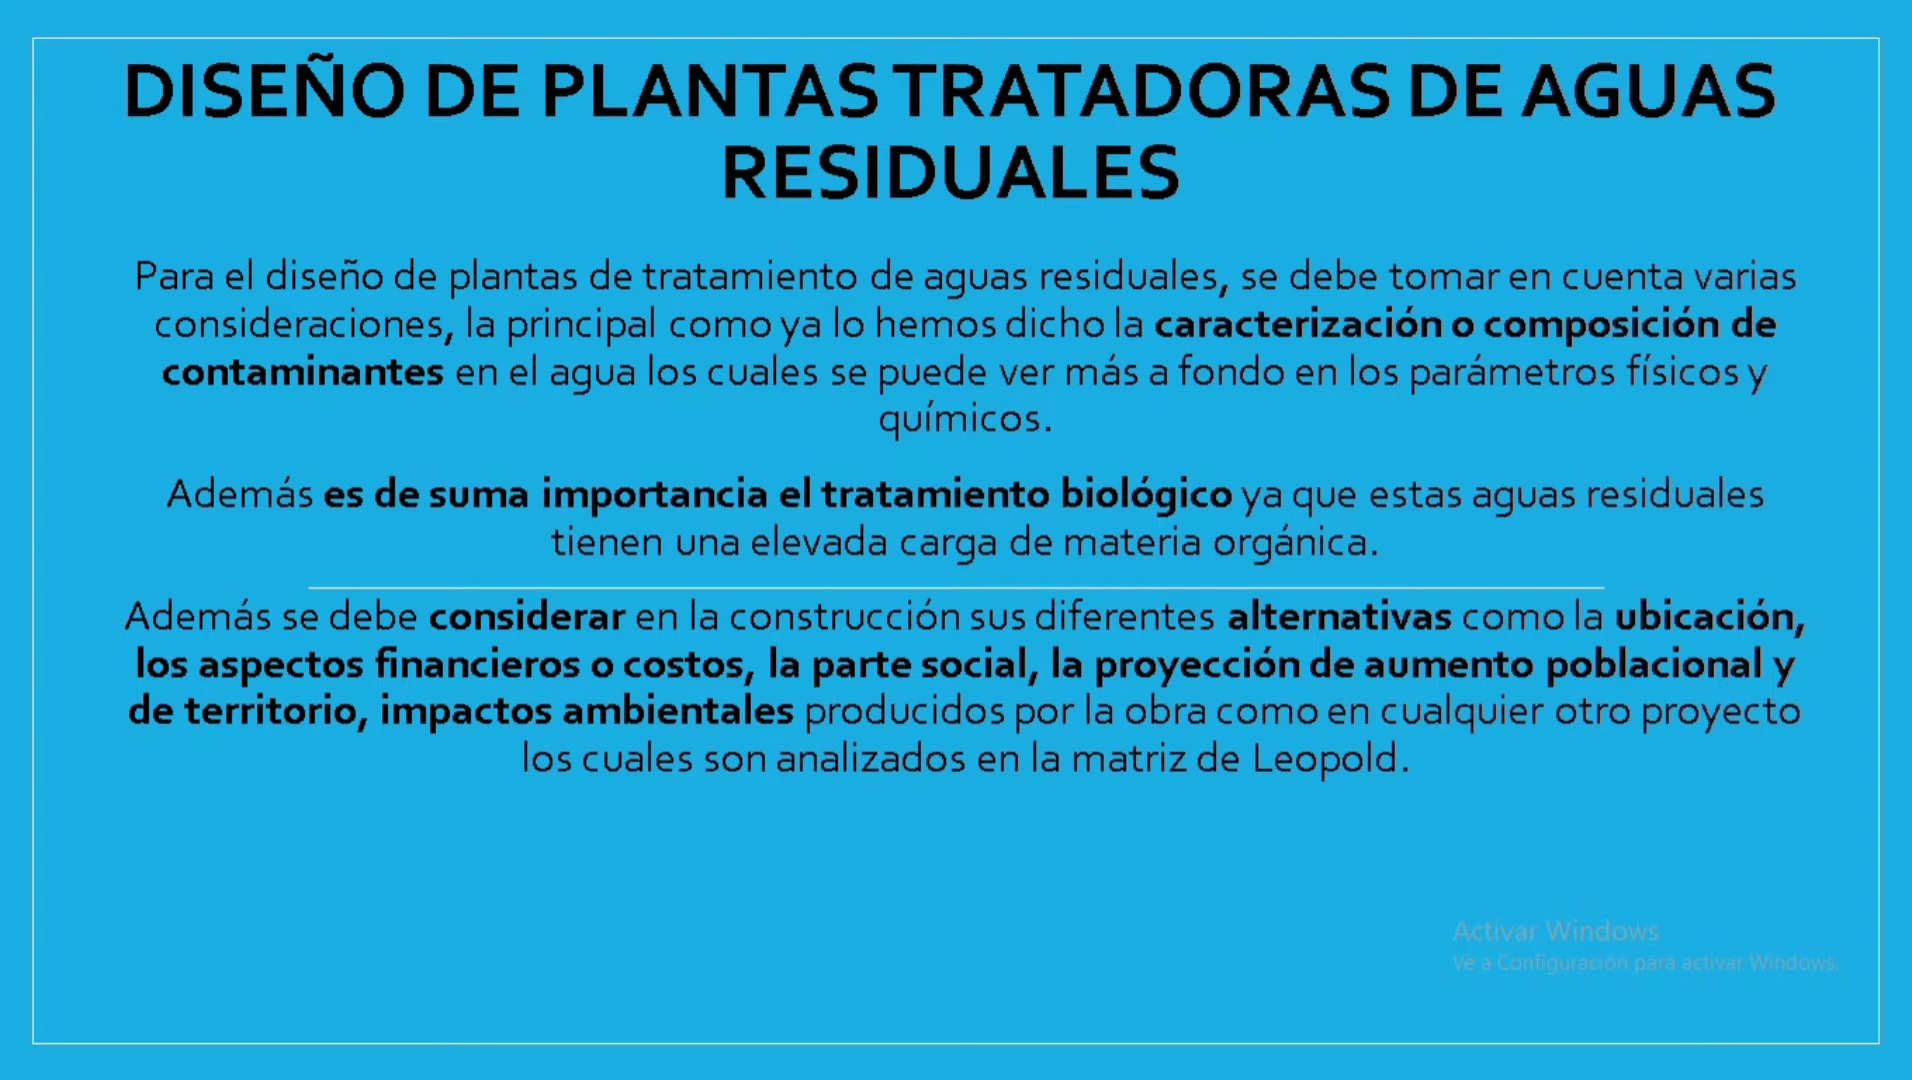 DISEÑO DE PLANTAS TRATADORAS DE AGUAS
RESIDUALES
Para el diseño de plantas de tratamiento de aguas residuales, se debe tomar en cuenta varias
consideraciones, la principal como ya lo hemos dicho la caracterización o composición de
contaminantes en el agua los cuales se puede ver más a fondo en los parámetros físicos y
químicos.
Además es de suma importancia el tratamiento biológico ya que estas aguas residuales
tienen una elevada carga de materia orgánica.
Además se debe considerar en la construcción sus diferentes alternativas como la ubicación,
los aspectos financieros o costos, la parte social, la proyección de aumento poblacional y
de territorio, impactos ambientales producidos por la obra como en cualquier otro proyecto
los cuales son analizados en la matriz de Leopold.
Activar Windows
Ve a Configuración para activar Windows.